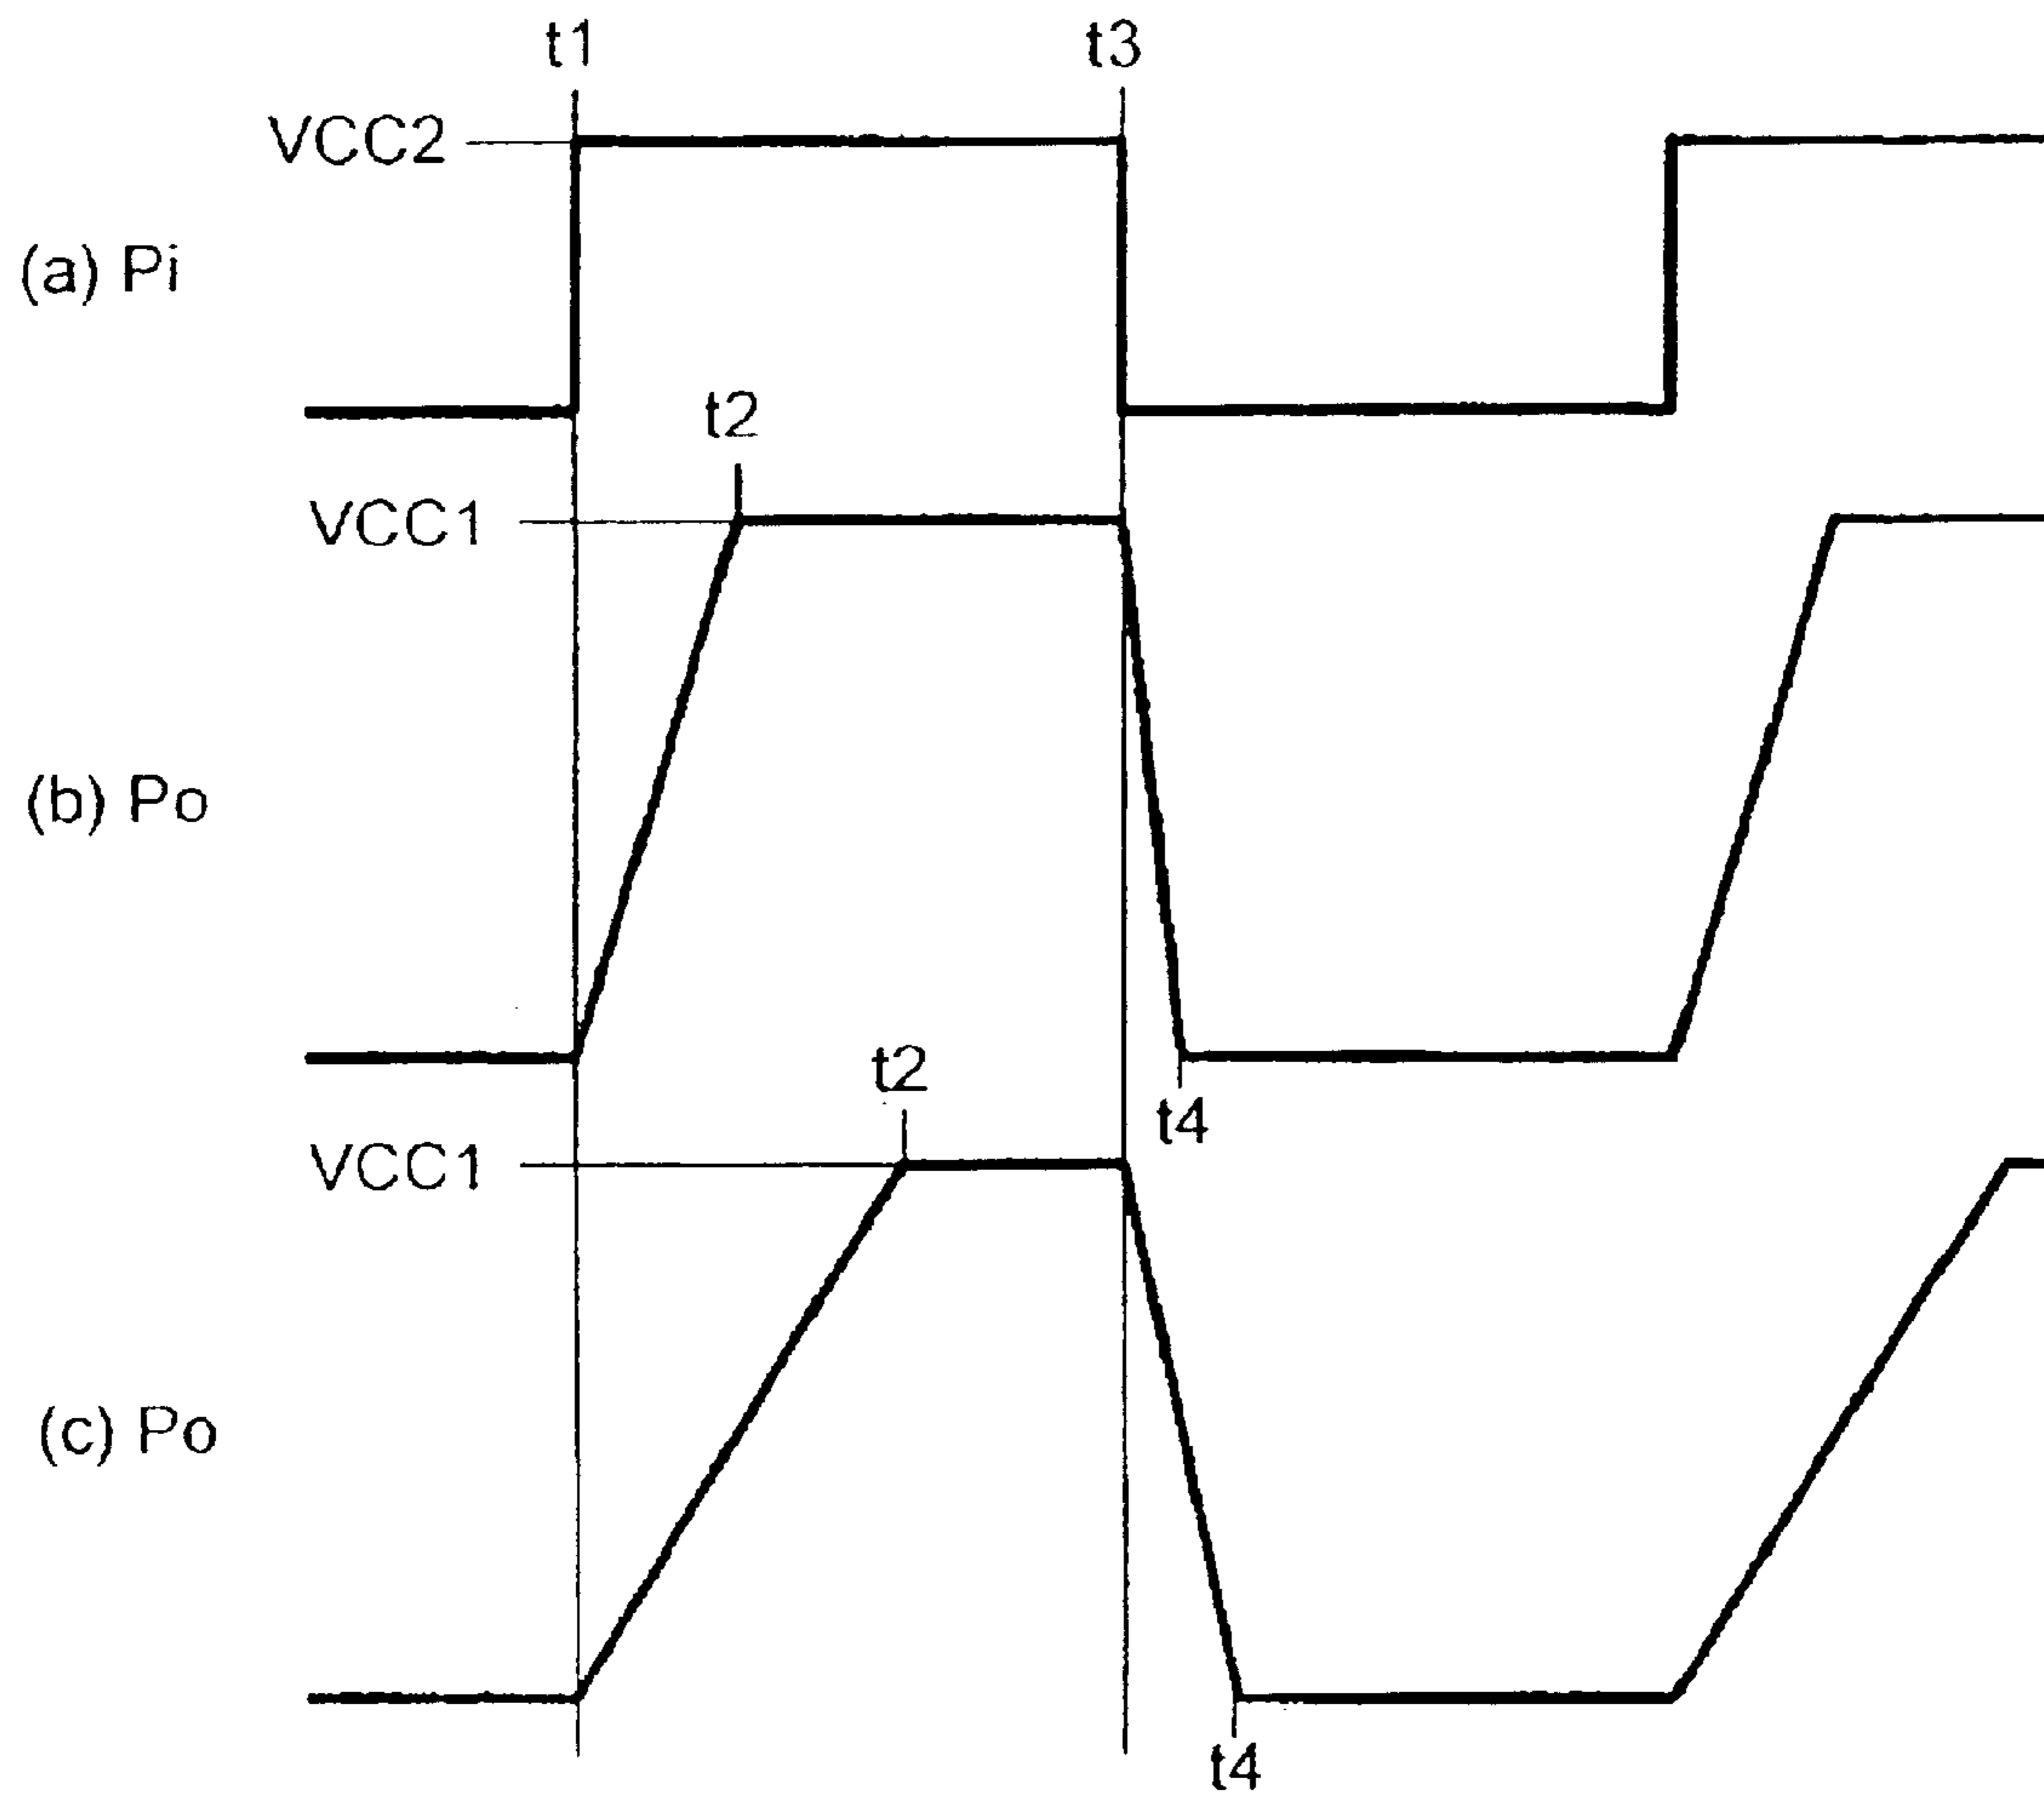 t1
t3
VCC2
(a) Pi
t2
VCC1
(b) Po
t2
t4
VCC1
(c) Po
t4